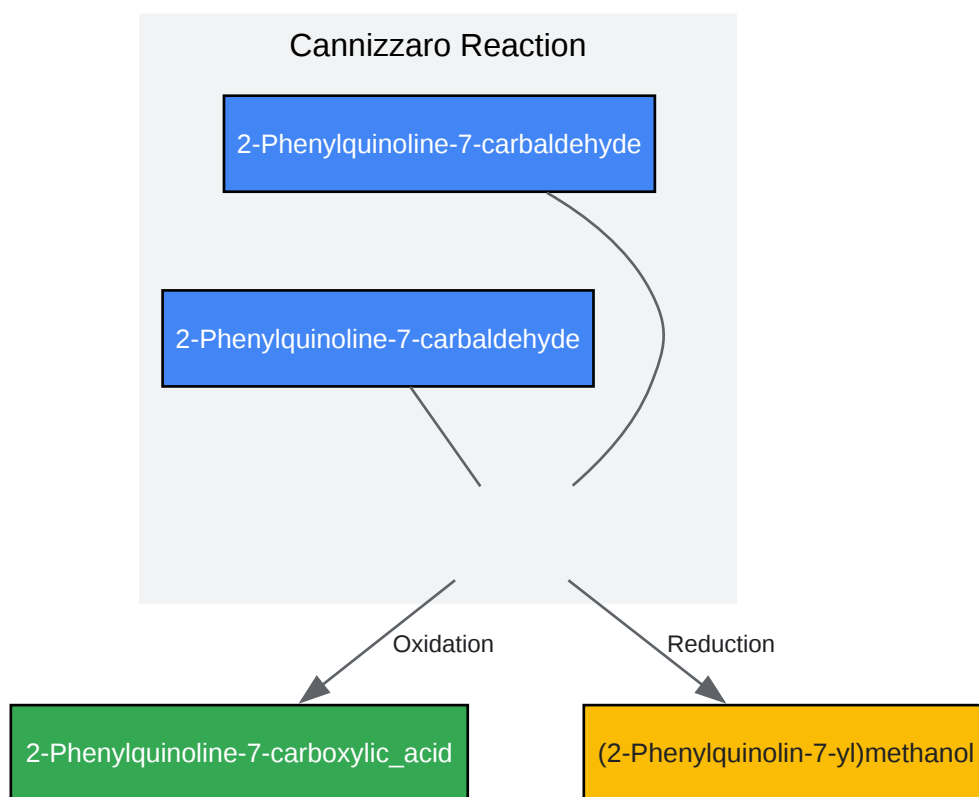 Cannizzaro Reaction
2-Phenylquinoline-7-carbaldehyde
2-Phenylquinoline-7-carbaldehyde
Oxidation
Reduction
2-Phenylquinoline-7-carboxylic_acid
(2-Phenylquinolin-7-yl)methanol